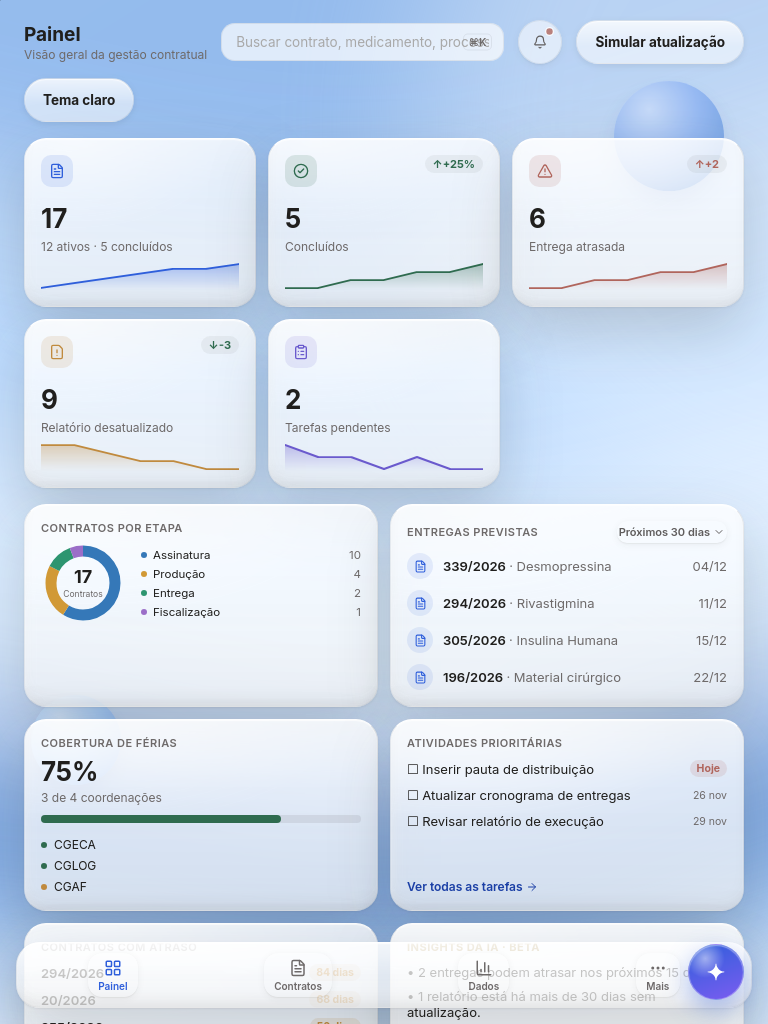 Painel
Visão geral da gestão contratual
Buscar contrato, medicamento, ⌘K
Simular atualização
Tema claro
17
12 ativos · 5 concluídos
↑+25%
5
Concluídos
↑+2
6
Entrega atrasada
↓-3
9
Relatório desatualizado
2
Tarefas pendentes
CONTRATOS POR ETAPA
17
Contratos
Assinatura 10
Produção 4
Entrega 2
Fiscalização 1
ENTREGAS PREVISTAS Próximos 30 dias
339/2026 · Desmopressina 04/12
294/2026 · Rivastigmina 11/12
305/2026 · Insulina Humana 15/12
196/2026 · Material cirúrgico 22/12
COBERTURA DE FÉRIAS
75%
3 de 4 coordenações
CGECA
CGLOG
CGAF
ATIVIDADES PRIORITÁRIAS
☐ Inserir pauta de distribuição Hoje
☐ Atualizar cronograma de entregas 26 nov
☐ Revisar relatório de execução 29 nov
Ver todas as tarefas →
CONTRATOS COM ATRASO
294/2026 84 dias
20/2026 68 dias
INSIGHTS DA IA · BETA
• 2 entregas podem atrasar nos próximos 15
• 1 relatório está há mais de 30 dias sem
atualização.
Painel
Contratos
Dados
Mais